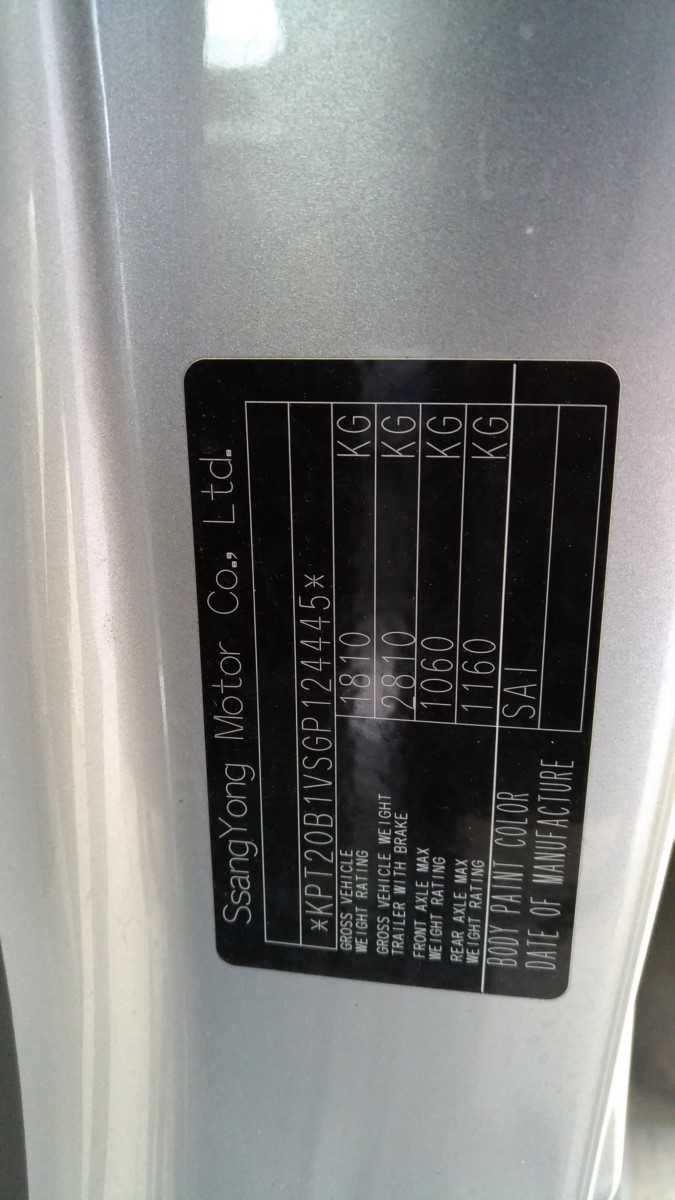 SsangYong Motor Co., Ltd.
*KPT20B1VSGP124445*
GROSS VEHICLE
WEIGHT RATING 1810 KG
GROSS VEHICLE WEIGHT
TRAILER WITH BRAKE 2810 KG
FRONT AXLE MAX
WEIGHT RATING 1060 KG
REAR AXLE MAX
WEIGHT RATING 1160 KG
BODY PAINT COLOR SAI
DATE OF MANUFACTURE